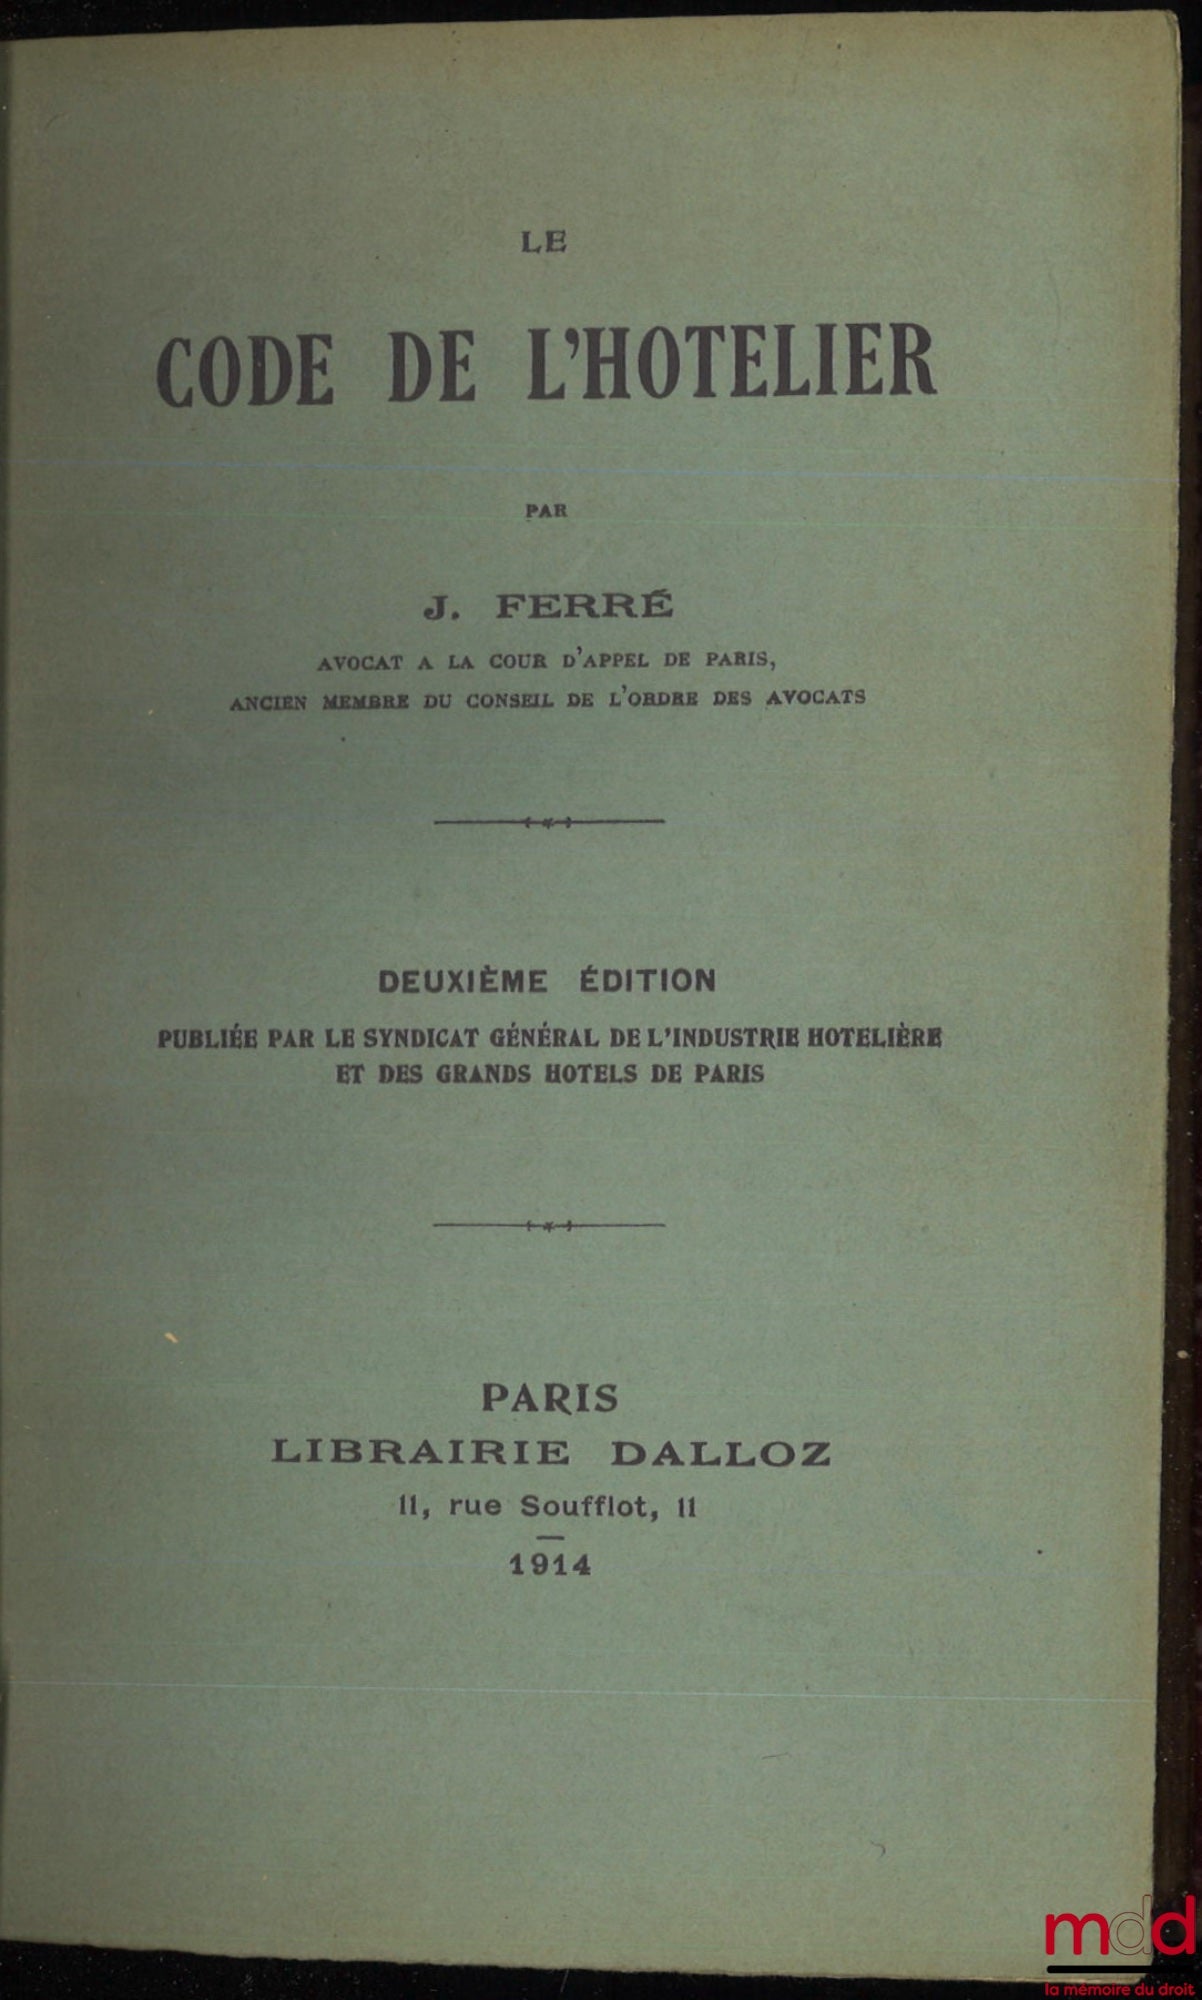 LE
CODE DE L'HOTELIER
PAR
J. FERRÉ
AVOCAT A LA COUR D'APPEL DE PARIS,
ANCIEN MEMBRE DU CONSEIL DE L'ORDRE DES AVOCATS
DEUXIÈME ÉDITION
PUBLIÉE PAR LE SYNDICAT GÉNÉRAL DE L'INDUSTRIE HOTELIÈRE
ET DES GRANDS HOTELS DE PARIS
PARIS
LIBRAIRIE DALLOZ
11, rue Soufflot, 11
1914
mdd
la mémoire du droit